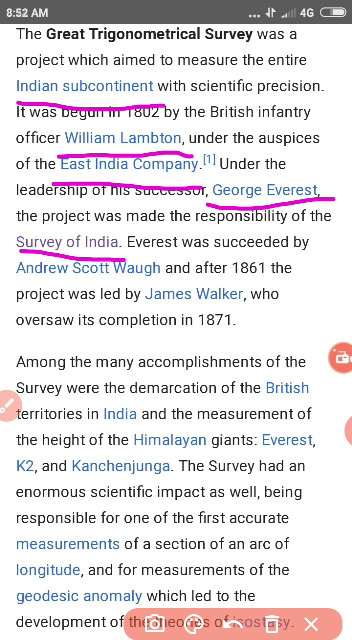 8:52 AM ... 4G
The Great Trigonometrical Survey was a
project which aimed to measure the entire
Indian subcontinent with scientific precision.
It was begun in 1802 by the British infantry
officer William Lambton, under the auspices
of the East India Company.[1] Under the
leadership of his successor, George Everest,
the project was made the responsibility of the
Survey of India. Everest was succeeded by
Andrew Scott Waugh and after 1861 the
project was led by James Walker, who
oversaw its completion in 1871.
Among the many accomplishments of the
Survey were the demarcation of the British
territories in India and the measurement of
the height of the Himalayan giants: Everest,
K2, and Kanchenjunga. The Survey had an
enormous scientific impact as well, being
responsible for one of the first accurate
measurements of a section of an arc of
longitude, and for measurements of the
geodesic anomaly which led to the
development of the theories of isostasy.